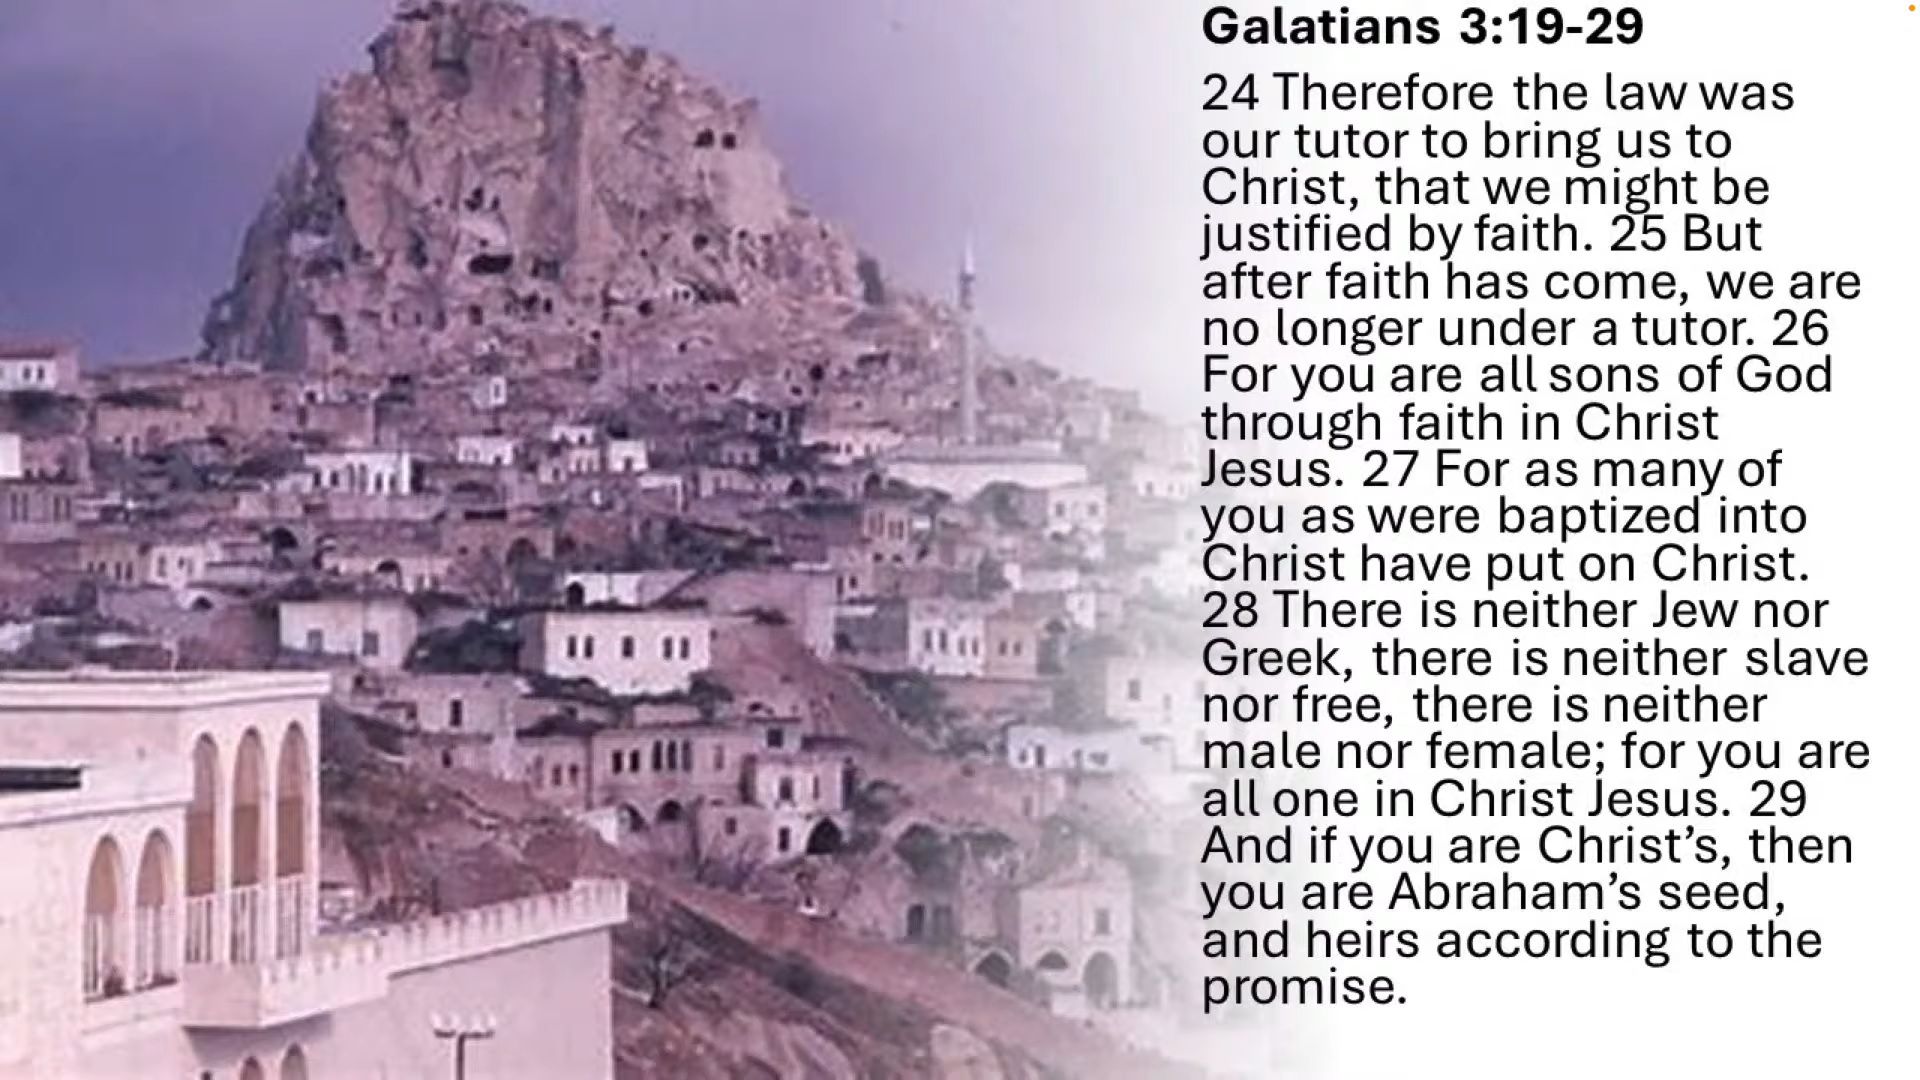 Galatians 3:19-29
24 Therefore the law was
our tutor to bring us to
Christ, that we might be
justified by faith. 25 But
after faith has come, we are
no longer under a tutor. 26
For you are all sons of God
through faith in Christ
Jesus. 27 For as many of
you as were baptized into
Christ have put on Christ.
28 There is neither Jew nor
Greek, there is neither slave
nor free, there is neither
male nor female; for you are
all one in Christ Jesus. 29
And if you are Christ’s, then
you are Abraham’s seed,
and heirs according to the
promise.